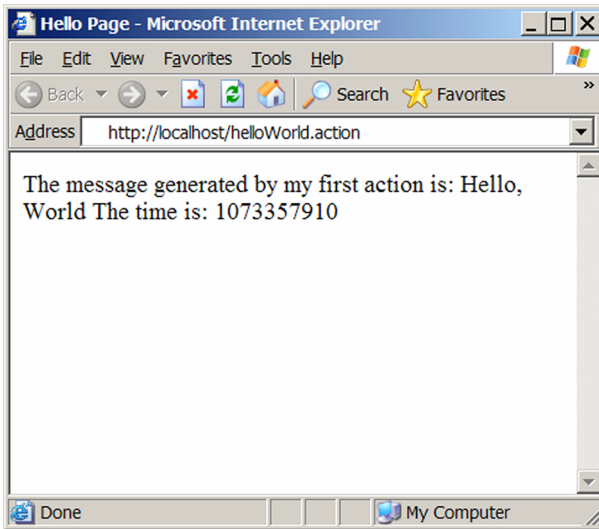 Hello Page - Microsoft Internet Explorer
File Edit View Favorites Tools Help
Back Search Favorites »
Address http://localhost/helloWorld.action
The message generated by my first action is: Hello,
World The time is: 1073357910
Done My Computer